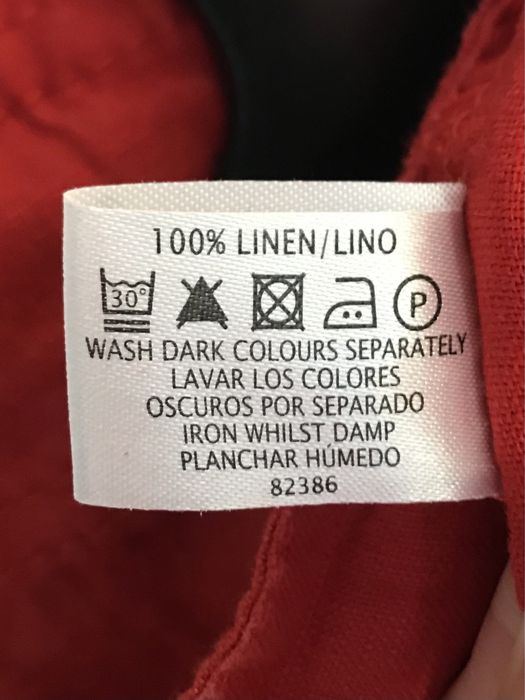 100% LINEN/LINO
30° P
WASH DARK COLOURS SEPARATELY
LAVAR LOS COLORES
OSCUROS POR SEPARADO
IRON WHILST DAMP
PLANCHAR HÚMEDO
82386